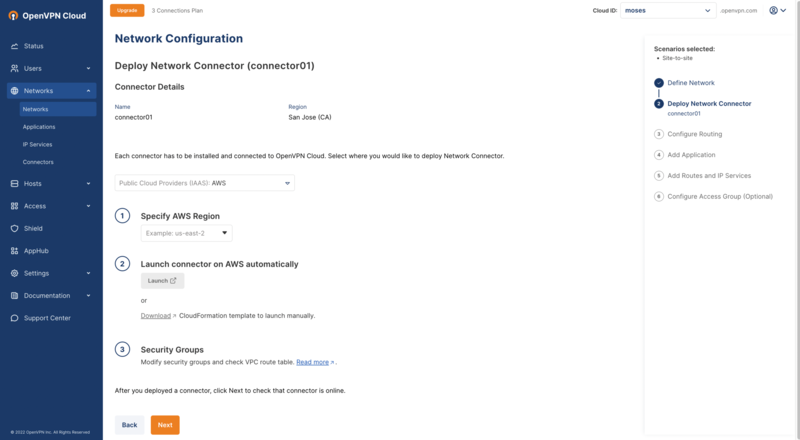 OpenVPN Cloud
Upgrade
3 Connections Plan
Cloud ID:
moses
.openvpn.com
Status
Users
Networks
Networks
Applications
IP Services
Connectors
Hosts
Access
Shield
AppHub
Settings
Documentation
Support Center
© 2022 OpenVPN Inc. All Rights Reserved
Network Configuration
Deploy Network Connector (connector01)
Connector Details
Name
Region
connector01
San Jose (CA)
Each connector has to be installed and connected to OpenVPN Cloud. Select where you would like to deploy Network Connector.
Public Cloud Providers (IAAS): AWS
1
Specify AWS Region
Example: us-east-2
2
Launch connector on AWS automatically
Launch
or
Download CloudFormation template to launch manually.
3
Security Groups
Modify security groups and check VPC route table. Read more .
After you deployed a connector, click Next to check that connector is online.
Back
Next
Scenarios selected:
• Site-to-site
Define Network
2 Deploy Network Connector
connector01
3 Configure Routing
4 Add Application
5 Add Routes and IP Services
6 Configure Access Group (Optional)